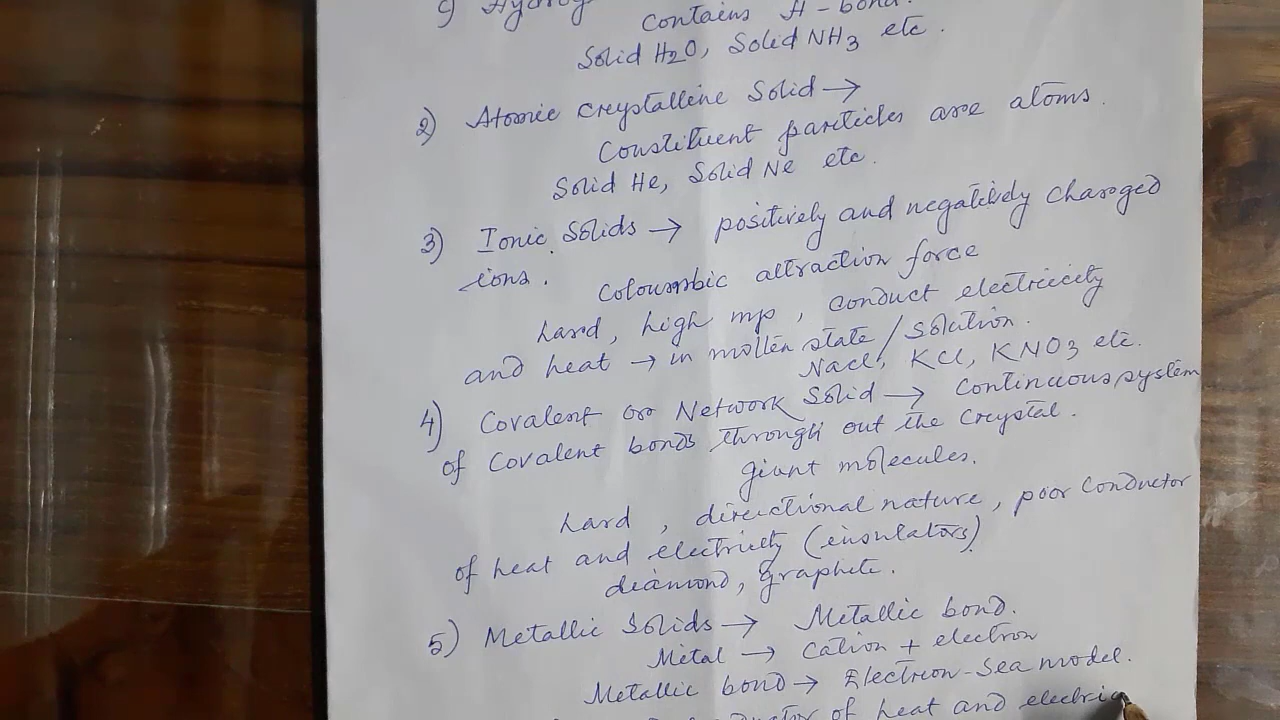 c) Hydrog
Contains H-bond.
Solid H2O, Solid NH3 etc.
2) Atomic crystalline Solid →
Constituent particles are atoms.
Solid He, Solid Ne etc.
3) Ionic Solids → positively and negatively charged
ions. Coloumbic attraction force
hard, high mp, conduct electricity
and heat → in molten state/solution.
NaCl, KCl, KNO3 etc.
4) Covalent or Network Solid → Continuous system
of Covalent bonds through out the Crystal.
giant molecules.
hard, directional nature, poor conductor
of heat and electricity (insulators)
diamond, graphite.
5) Metallic Solids → Metallic bond.
Metal → Cation + electron
Metallic bond → Electron-Sea model.
of heat and electric